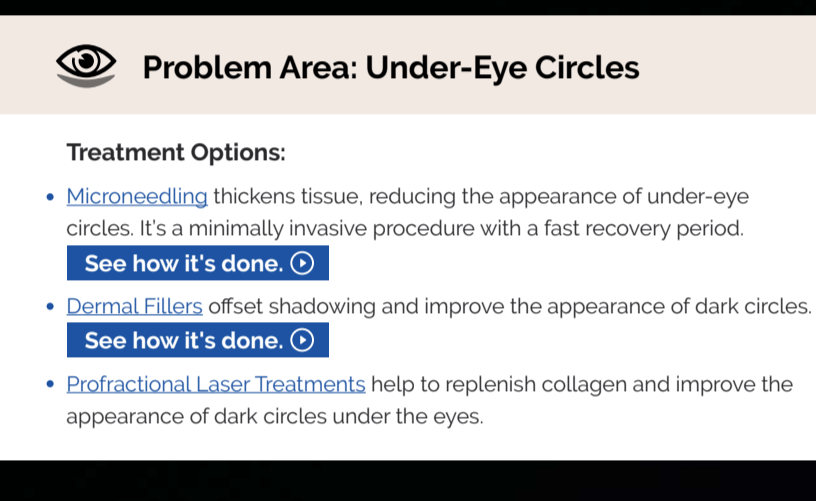 Problem Area: Under-Eye Circles
Treatment Options:
Microneedling thickens tissue, reducing the appearance of under-eye
circles. It's a minimally invasive procedure with a fast recovery period.
See how it's done.
Dermal Fillers offset shadowing and improve the appearance of dark circles.
See how it's done.
Profractional Laser Treatments help to replenish collagen and improve the
appearance of dark circles under the eyes.